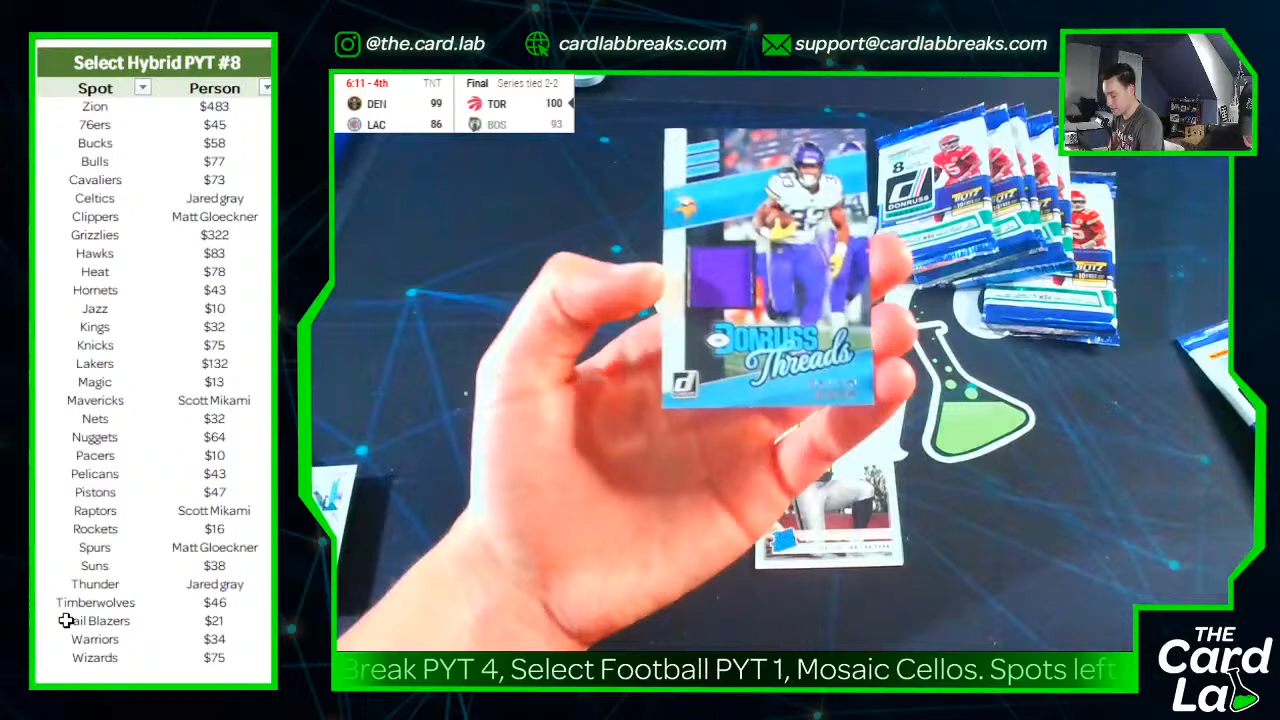 Select Hybrid PYT #8
Spot Person
Zion $483
76ers $45
Bucks $58
Bulls $77
Cavaliers $73
Celtics Jared gray
Clippers Matt Gloeckner
Grizzlies $322
Hawks $83
Heat $78
Hornets $43
Jazz $10
Kings $32
Knicks $75
Lakers $132
Magic $13
Mavericks Scott Mikami
Nets $32
Nuggets $64
Pacers $10
Pelicans $43
Pistons $47
Raptors Scott Mikami
Rockets $16
Spurs Matt Gloeckner
Suns $38
Thunder Jared gray
Timberwolves $46
ail Blazers $21
Warriors $34
Wizards $75
@the.card.lab cardlabbreaks.com support@cardlabbreaks.com
6:11 - 4th TNT
DEN 99
LAC 86
Final Series tied 2-2
TOR 100
BOS 93
8
DONRUSS
BLITZ
DONRUSS
Threads
Break PYT 4, Select Football PYT 1, Mosaic Cellos. Spots left
THE
Card
Lab